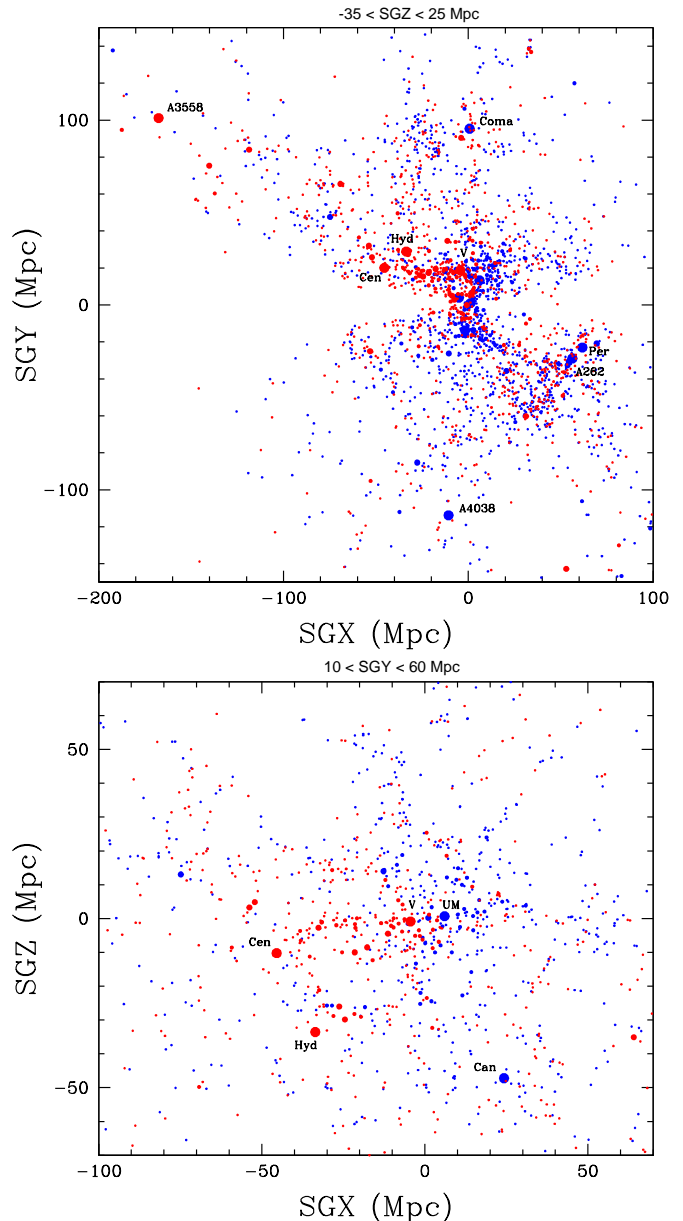 -35 < SGZ < 25 Mpc
A3558
Coma
100
Hyd
V
Cen
0
Per
A262
-100
A4038
SGY (Mpc)
-200 -100 0 100
SGX (Mpc)
10 < SGY < 60 Mpc
50
V UM
0
Cen
Hyd
Can
-50
SGZ (Mpc)
-100 -50 0 50
SGX (Mpc)